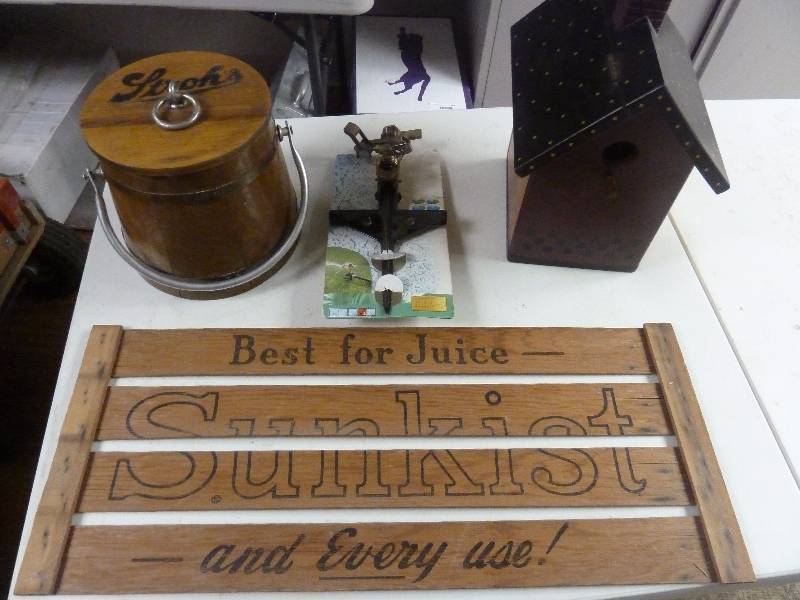 Stroh's
Best for Juice —
Sunkist
— and Every use!